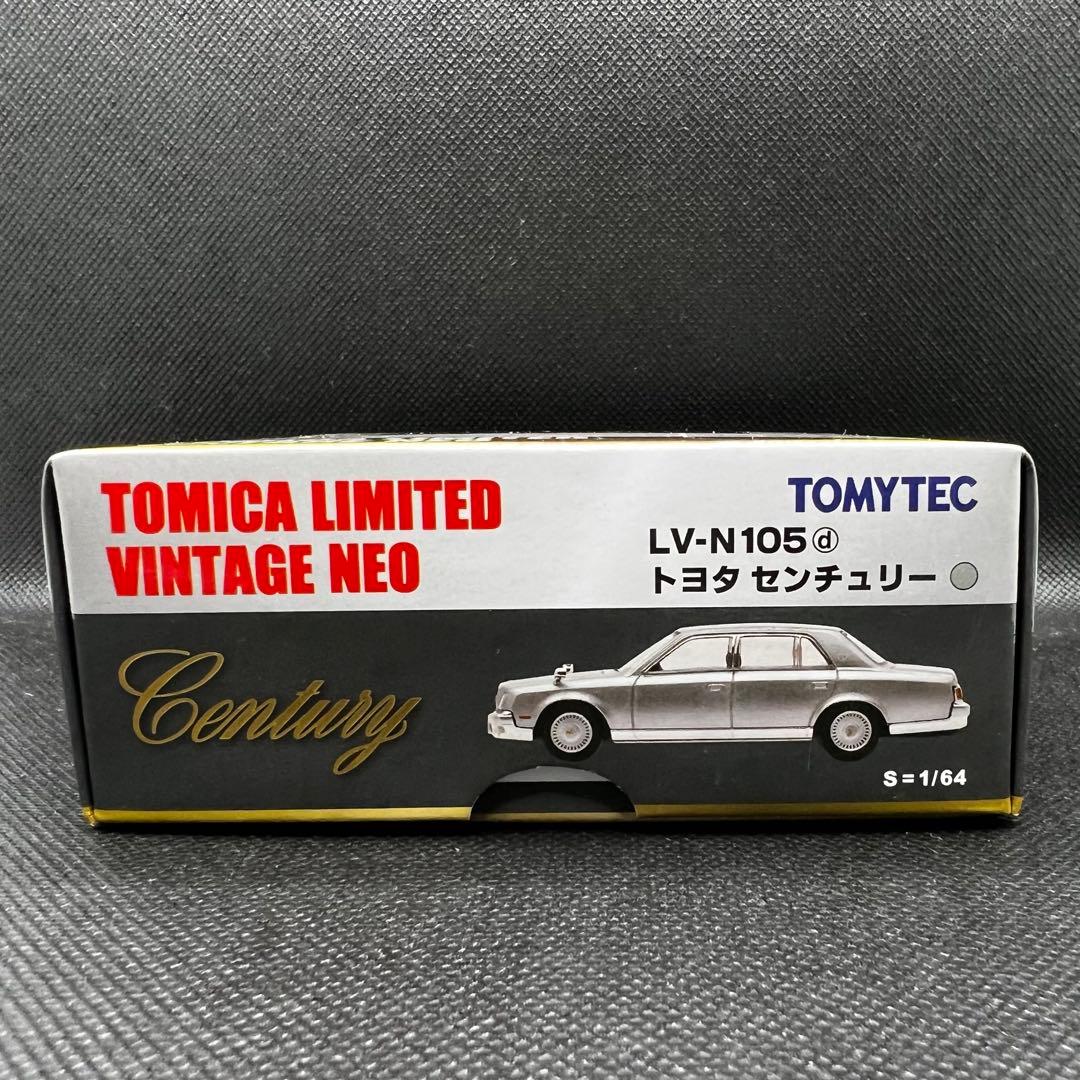 TOMICA LIMITED
VINTAGE NEO
TOMYTEC
LV-N105ⓓ
トヨタ センチュリー
Century
S=1/64